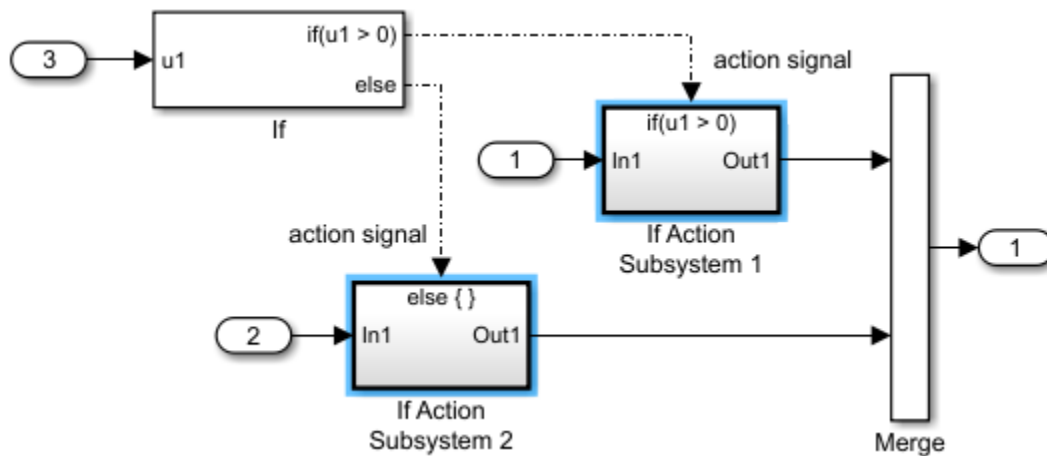 if(u1 > 0)
3
u1
else
If
action signal
if(u1 > 0)
1
In1
Out1
If Action
Subsystem 1
1
action signal
else { }
2
In1
Out1
If Action
Subsystem 2
Merge